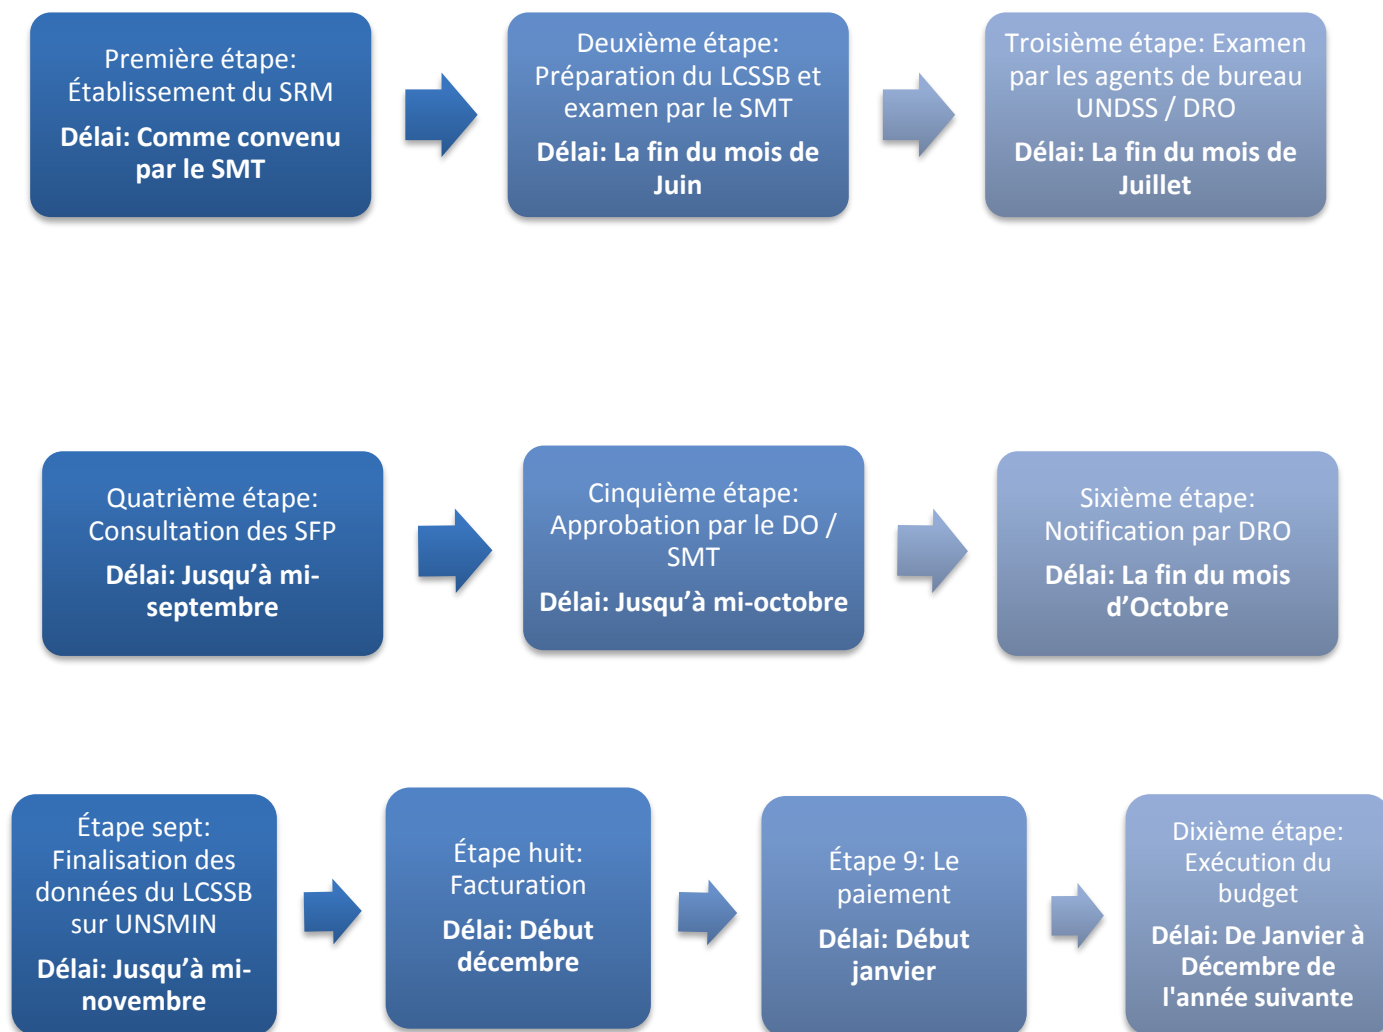 Première étape:
Établissement du SRM
Délai: Comme convenu
par le SMT
Deuxième étape:
Préparation du LCSSB et
examen par le SMT
Délai: La fin du mois de
Juin
Troisième étape: Examen
par les agents de bureau
UNDSS / DRO
Délai: La fin du mois de
Juillet
Quatrième étape:
Consultation des SFP
Délai: Jusqu’à mi-
septembre
Cinquième étape:
Approbation par le DO /
SMT
Délai: Jusqu’à mi-octobre
Sixième étape:
Notification par DRO
Délai: La fin du mois
d’Octobre
Étape sept:
Finalisation des
données du LCSSB
sur UNSMIN
Délai: Jusqu’à mi-
novembre
Étape huit:
Facturation
Délai: Début
décembre
Étape 9: Le
paiement
Délai: Début
janvier
Dixième étape:
Exécution du
budget
Délai: De Janvier à
Décembre de
l'année suivante